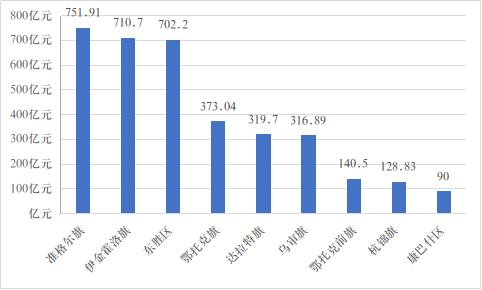 800亿元
700亿元
600亿元
500亿元
400亿元
300亿元
200亿元
100亿元
亿元
751.91
710.7
702.2
373.04
319.7
316.89
140.5
128.83
90
准格尔旗
伊金霍洛旗
东胜区
鄂托克旗
达拉特旗
乌审旗
鄂托克前旗
杭锦旗
康巴什区